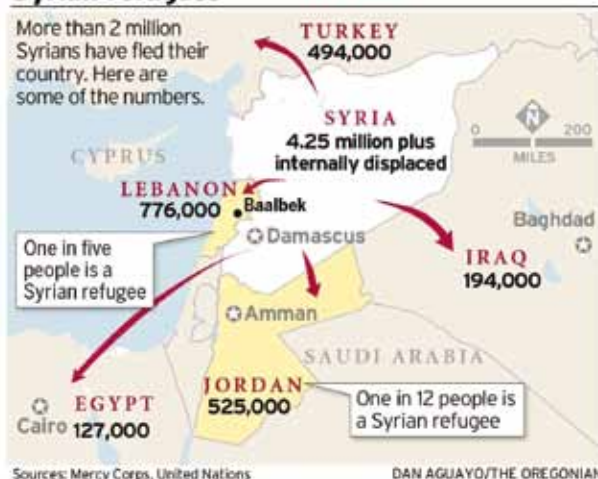 More than 2 million
Syrians have fled their
country. Here are
some of the numbers.
TURKEY
494,000
SYRIA
4.25 million plus
internally displaced
N
0 200
MILES
CYPRUS
LEBANON
776,000
Baalbek
Damascus
Baghdad
One in five
people is a
Syrian refugee
IRAQ
194,000
Amman
SAUDI ARABIA
JORDAN
525,000
One in 12 people is
a Syrian refugee
EGYPT
127,000
Cairo
Sources: Mercy Corps, United Nations
DAN AGUAYO/THE OREGONIAN